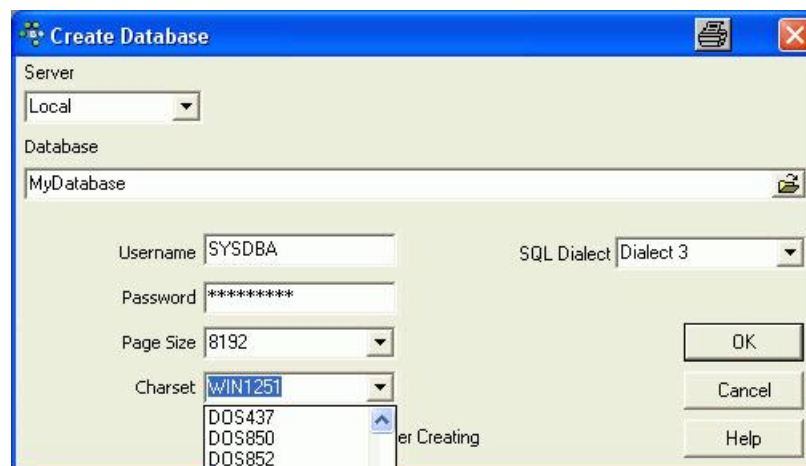 Create Database
Server
Local
Database
MyDatabase
Username SYSDBA
SQL Dialect Dialect 3
Password *********
Page Size 8192
OK
Charset WIN1251
Cancel
DOS437
DOS850
er Creating
Help
DOS852